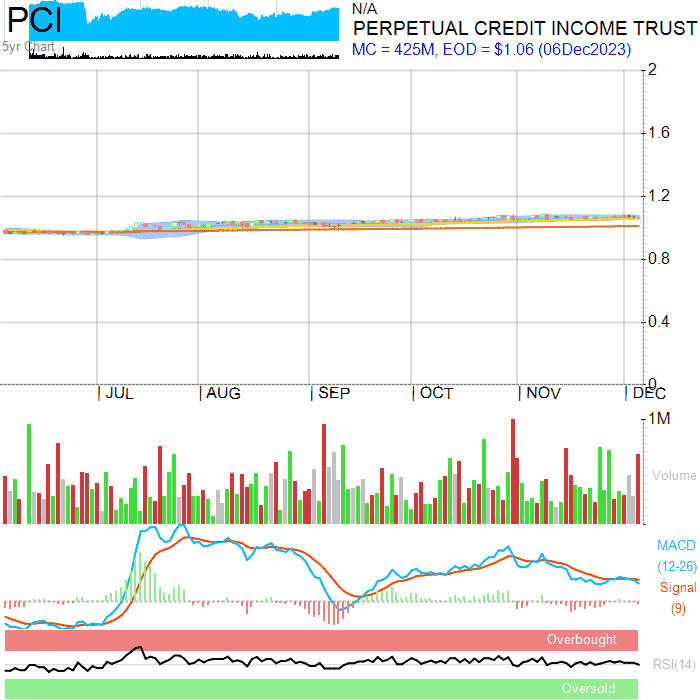 PCI
5yr Chart
N/A
PERPETUAL CREDIT INCOME TRUST
MC = 425M, EOD = $1.06 (06Dec2023)
2
1.6
1.2
0.8
0.4
0
JUL AUG SEP OCT NOV DEC
1M
Volume
MACD
(12-26)
Signal
(9)
Overbought
RSI(14)
Oversold